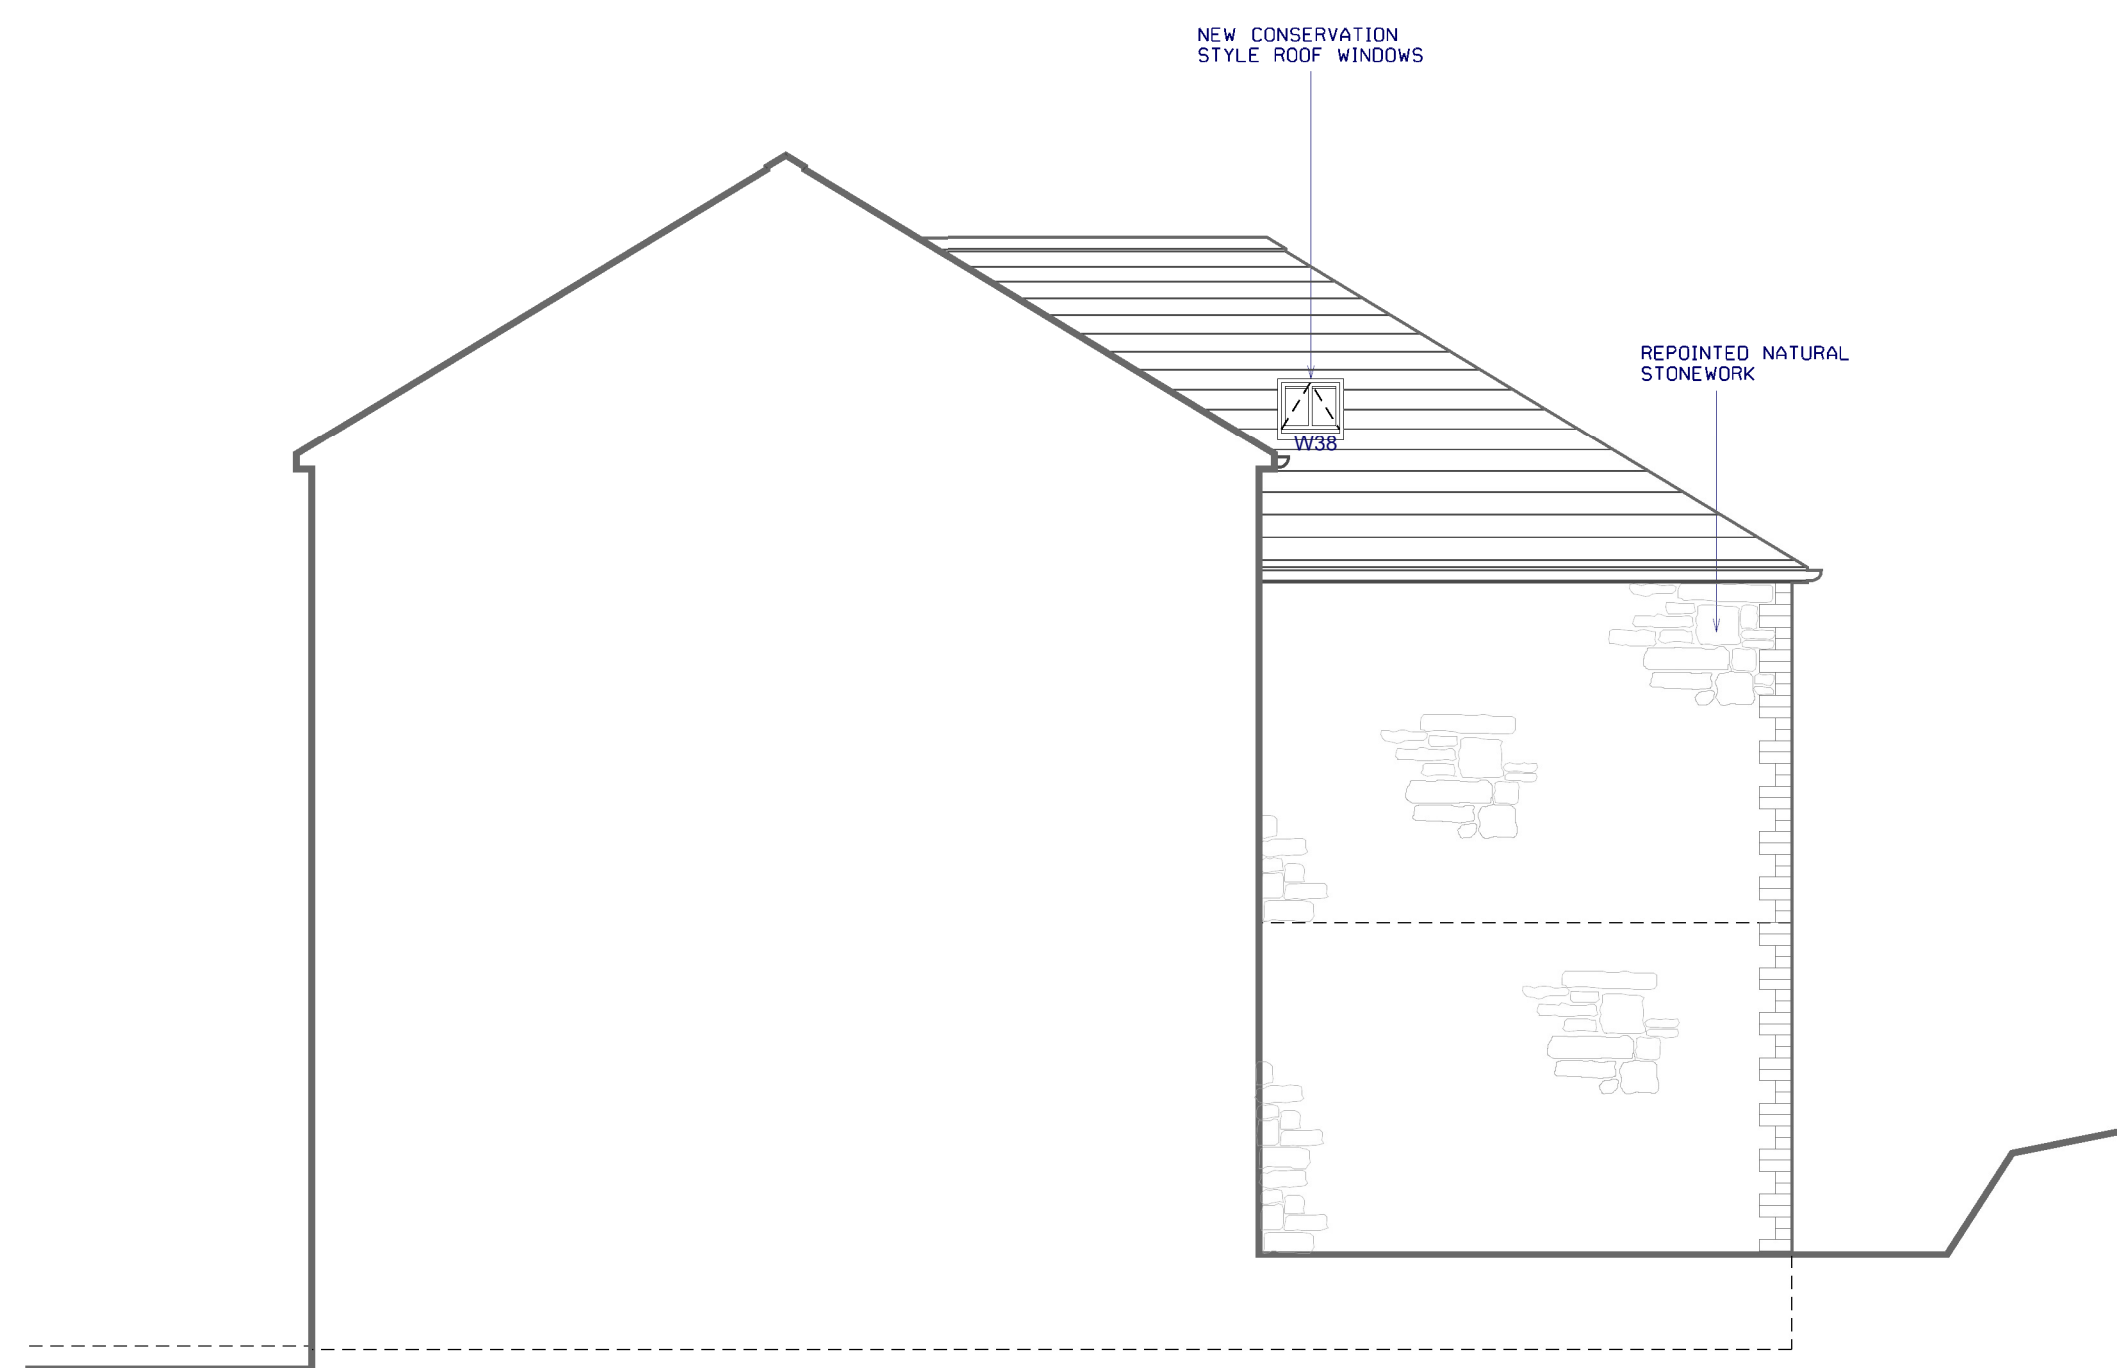 NEW CONSERVATION
STYLE ROOF WINDOWS
REPOINTED NATURAL
STONEWORK
W38